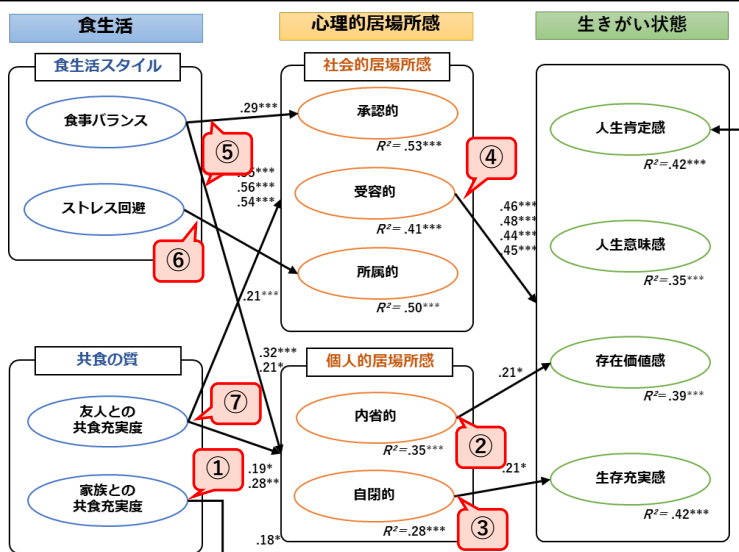 食生活
心理的居場所感
生きがい状態
食生活スタイル
食事バランス
ストレス回避
共食の質
友人との
共食充実度
家族との
共食充実度
社会的居場所感
承認的
R²＝.53***
受容的
R²＝.41***
所属的
R²＝.50***
個人的居場所感
内省的
R²＝.35***
自閉的
R²＝.28***
人生肯定感
R²＝.42***
人生意味感
R²＝.35***
存在価値感
R²＝.39***
生存充実感
R²＝.42***
.29***
⑤
.56***
.54***
⑥
.21***
.32***
.21*
⑦
①
.19*
.28**
.18*
④
.46***
.48***
.44***
.45***
.21*
②
.21*
③